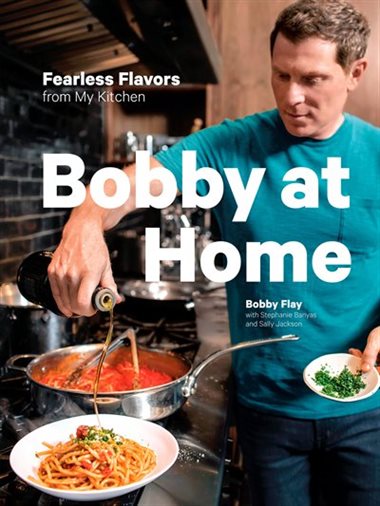 Fearless Flavors
from My Kitchen
Bobby at
Home
Bobby Flay
with Stephanie Banyas
and Sally Jackson